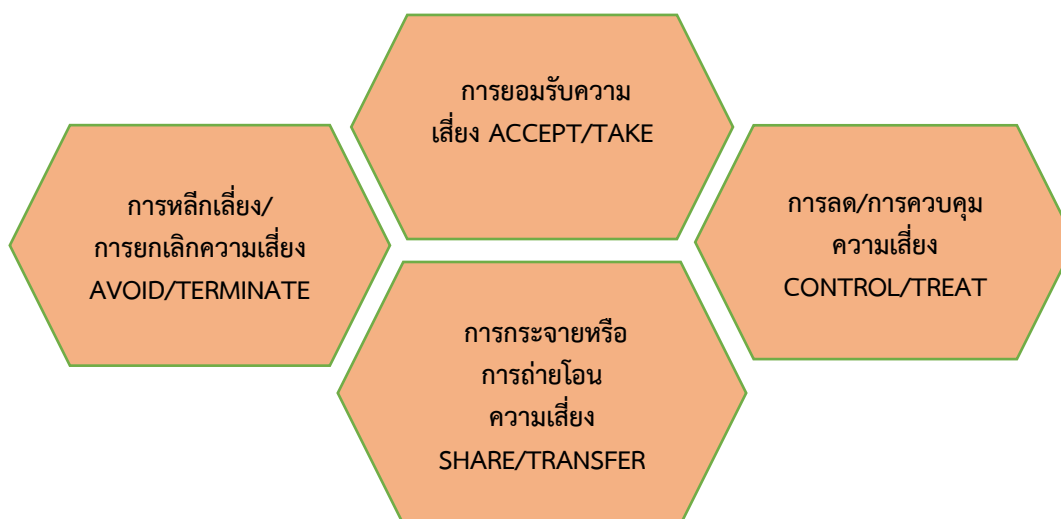 การยอมรับความ
เสี่ยง ACCEPT/TAKE
การหลีกเลี่ยง/
การยกเลิกความเสี่ยง
AVOID/TERMINATE
การลด/การควบคุม
ความเสี่ยง
CONTROL/TREAT
การกระจายหรือ
การถ่ายโอน
ความเสี่ยง
SHARE/TRANSFER